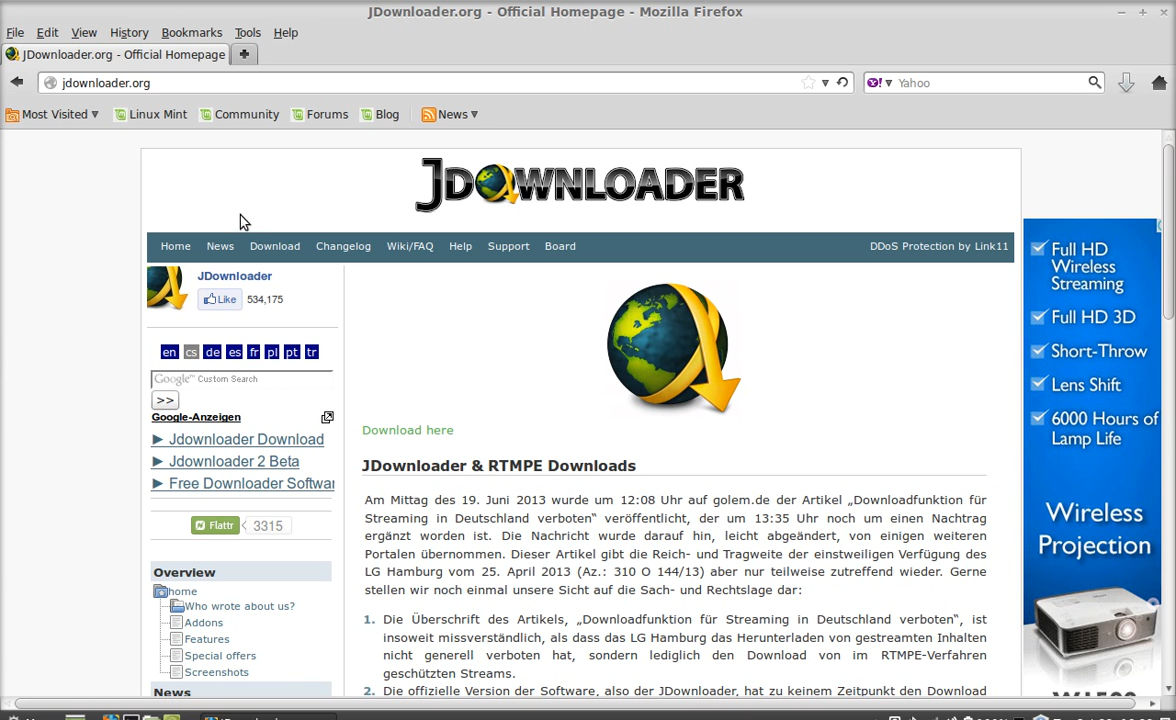 JDownloader.org - Official Homepage - Mozilla Firefox
File Edit View History Bookmarks Tools Help
JDownloader.org - Official Homepage
jdownloader.org
Yahoo
Most Visited Linux Mint Community Forums Blog News
JDOWNLOADER
Home News Download Changelog Wiki/FAQ Help Support Board DDoS Protection by Link11
JDownloader
Like 534,175
en cs de es fr pl pt tr
Google™ Custom Search
>>
Google-Anzeigen
► Jdownloader Download
► Jdownloader 2 Beta
► Free Downloader Softwar
Flattr 3315
Overview
home
Who wrote about us?
Addons
Features
Special offers
Screenshots
News
Download here
JDownloader & RTMPE Downloads
Am Mittag des 19. Juni 2013 wurde um 12:08 Uhr auf golem.de der Artikel „Downloadfunktion für
Streaming in Deutschland verboten“ veröffentlicht, der um 13:35 Uhr noch um einen Nachtrag
ergänzt worden ist. Die Nachricht wurde darauf hin, leicht abgeändert, von einigen weiteren
Portalen übernommen. Dieser Artikel gibt die Reich- und Tragweite der einstweiligen Verfügung des
LG Hamburg vom 25. April 2013 (Az.: 310 O 144/13) aber nur teilweise zutreffend wieder. Gerne
stellen wir noch einmal unsere Sicht auf die Sach- und Rechtslage dar:
1. Die Überschrift des Artikels, „Downloadfunktion für Streaming in Deutschland verboten“, ist
insoweit missverständlich, als dass das LG Hamburg das Herunterladen von gestreamten Inhalten
nicht generell verboten hat, sondern lediglich den Download von im RTMPE-Verfahren
geschützten Streams.
2. Die offizielle Version der Software, also der JDownloader, hat zu keinem Zeitpunkt den Download
Full HD
Wireless
Streaming
Full HD 3D
Short-Throw
Lens Shift
6000 Hours of
Lamp Life
Wireless
Projection